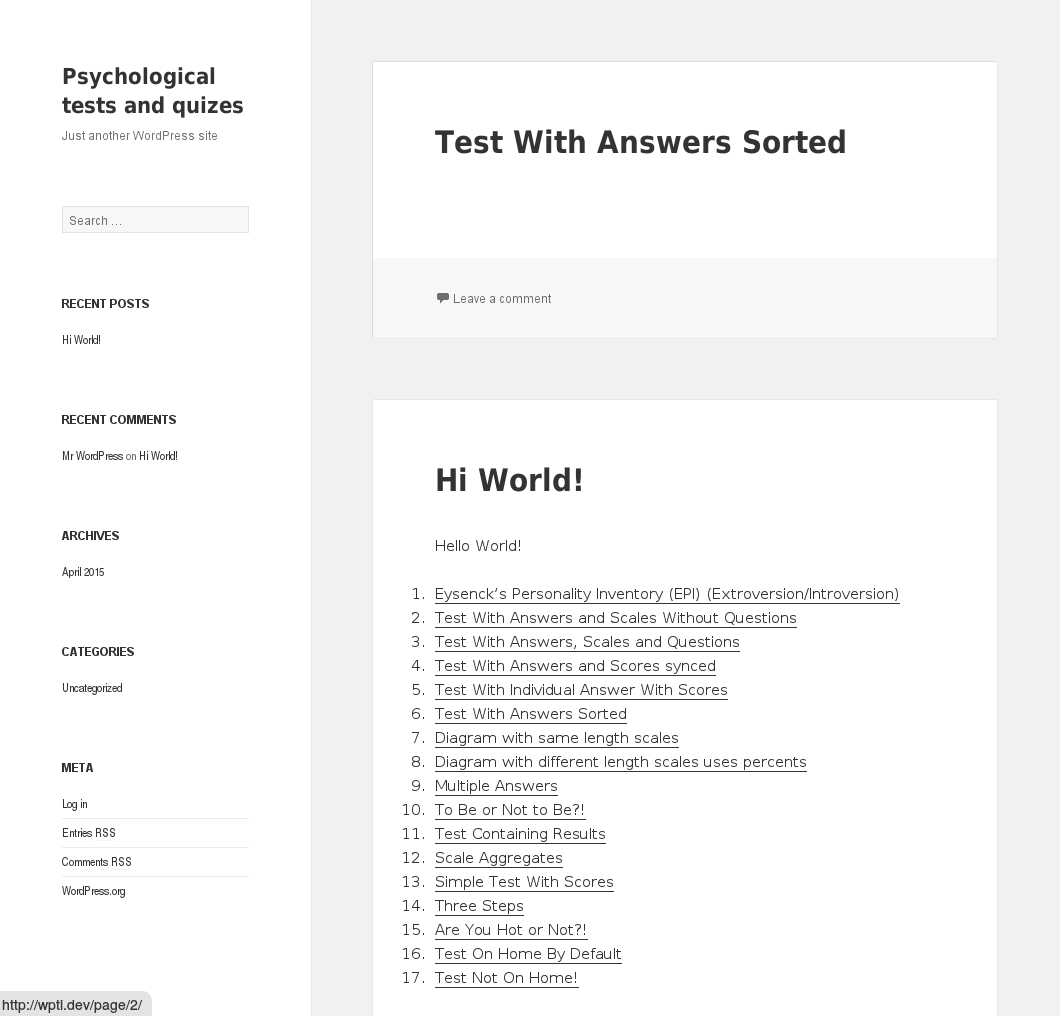 Psychological
tests and quizes
Just another WordPress site
Search ...
RECENT POSTS
Hi World!
RECENT COMMENTS
Mr WordPress on Hi World!
ARCHIVES
April 2015
CATEGORIES
Uncategorized
META
Log in
Entries RSS
Comments RSS
WordPress.org
http://wpti.dev/page/2/
Test With Answers Sorted
Leave a comment
Hi World!
Hello World!
1. Eysenck’s Personality Inventory (EPI) (Extroversion/Introversion)
2. Test With Answers and Scales Without Questions
3. Test With Answers, Scales and Questions
4. Test With Answers and Scores synced
5. Test With Individual Answer With Scores
6. Test With Answers Sorted
7. Diagram with same length scales
8. Diagram with different length scales uses percents
9. Multiple Answers
10. To Be or Not to Be?!
11. Test Containing Results
12. Scale Aggregates
13. Simple Test With Scores
14. Three Steps
15. Are You Hot or Not?!
16. Test On Home By Default
17. Test Not On Home!